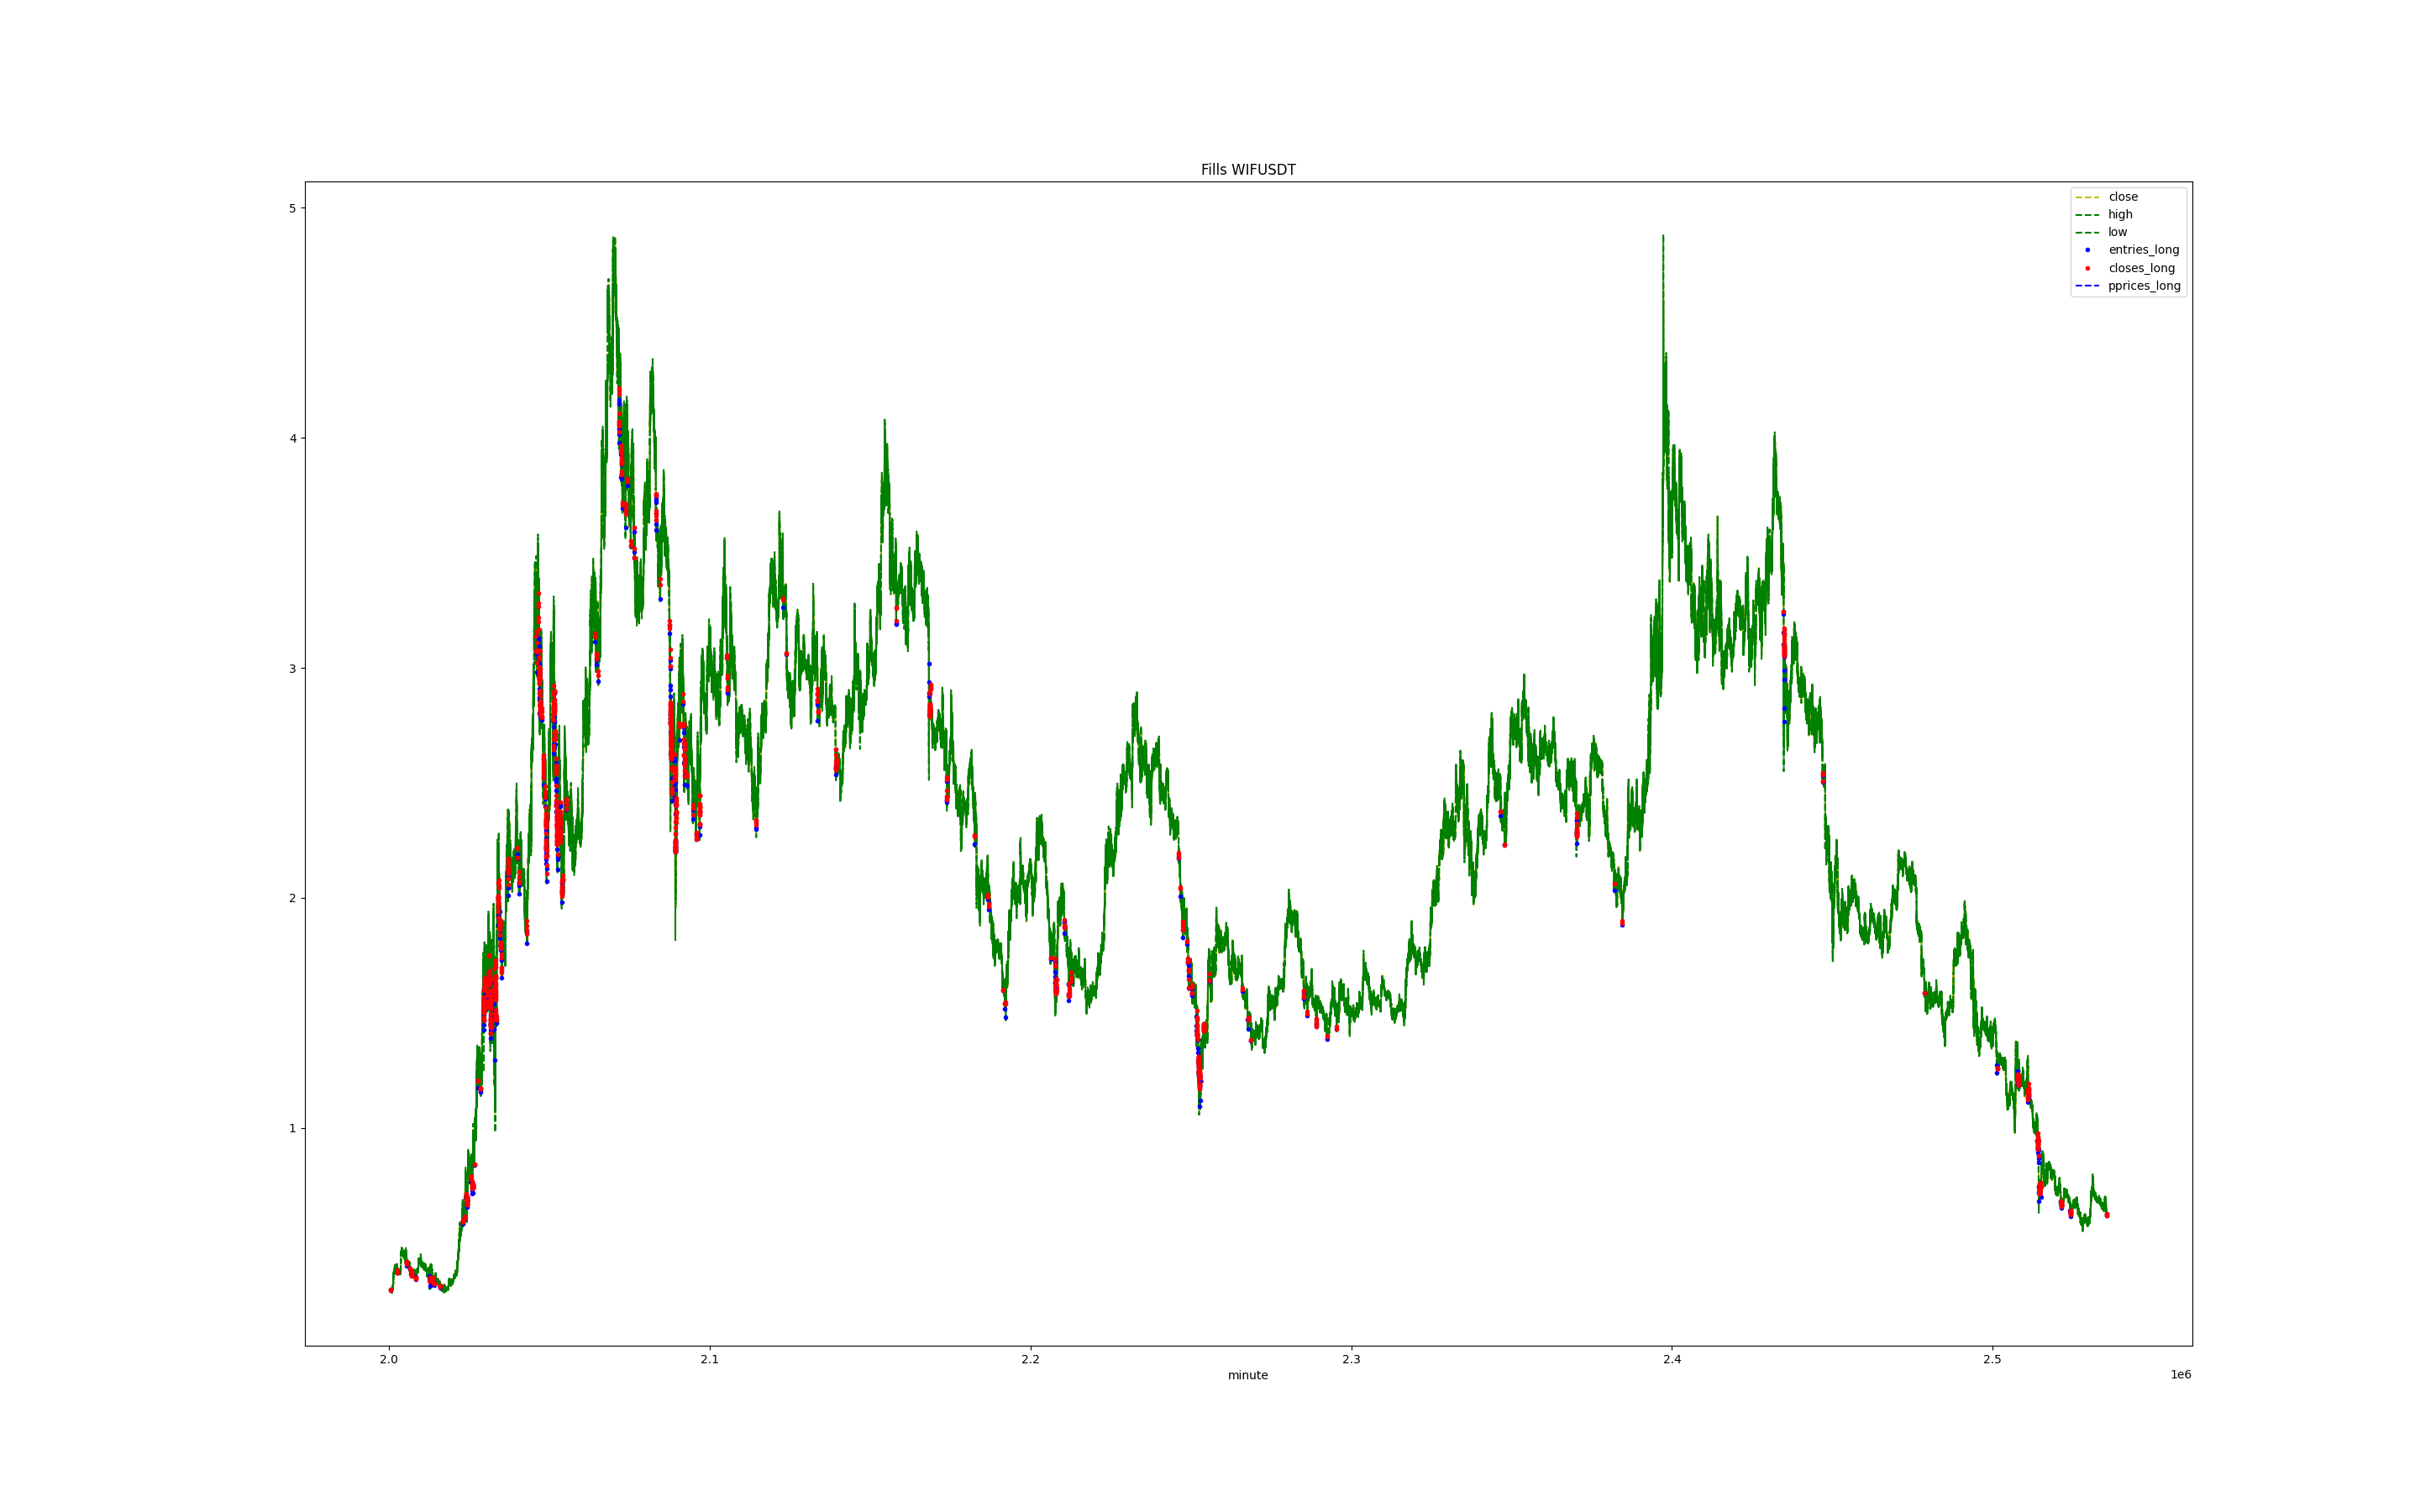 Fills WIFUSDT
close
high
low
entries_long
closes_long
pprices_long
5
4
3
2
1
2.0 2.1 2.2 2.3 2.4 2.5
minute
1e6